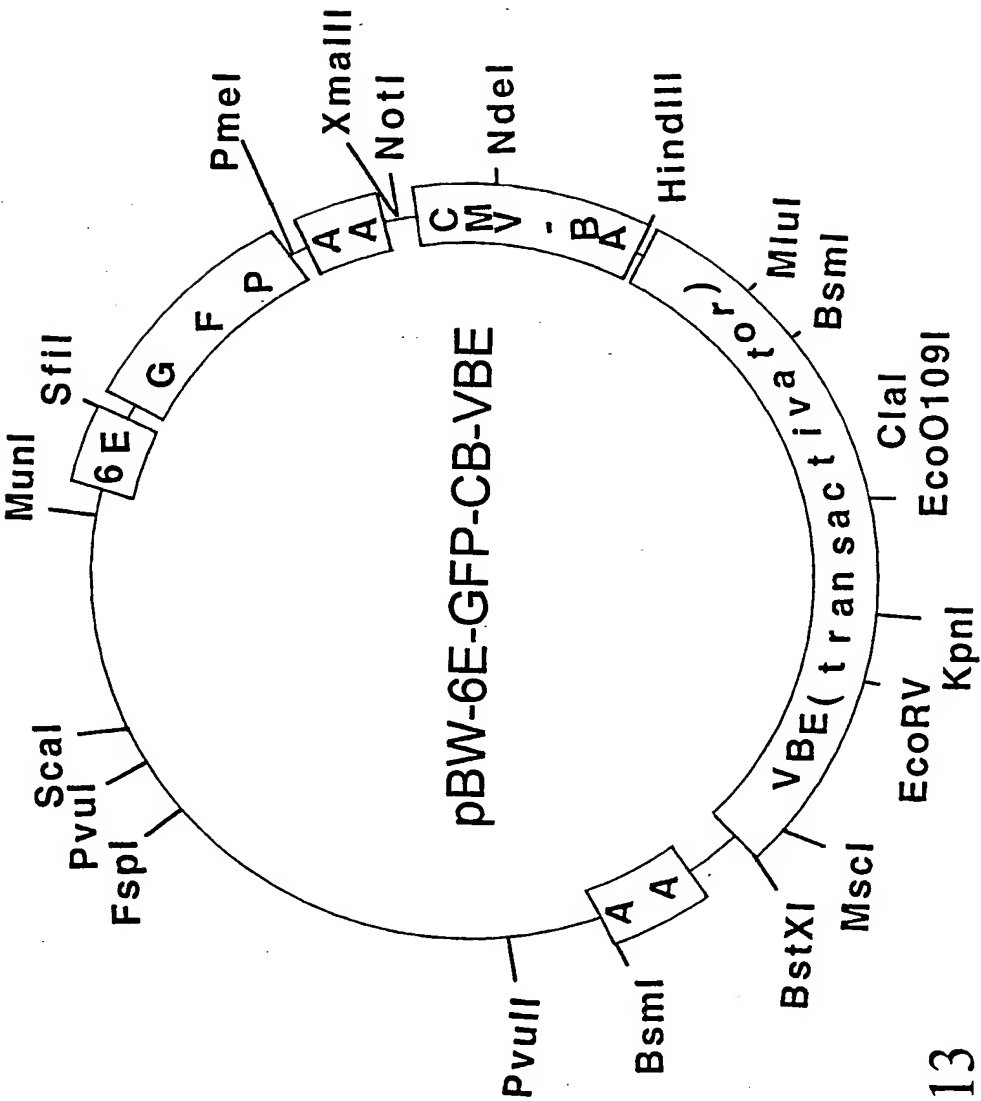 MunI
SfiI
6E
G F P
PmeI
AA
XmaIII
NotI
CMV-BA
NdeI
HindIII
VBE(transactivator)
MluI
BsmI
ClaI
EcoO109I
KpnI
EcoRV
MscI
BstXI
AA
BsmI
PvuII
FspI
PvuI
ScaI
pBW-6E-GFP-CB-VBE
13